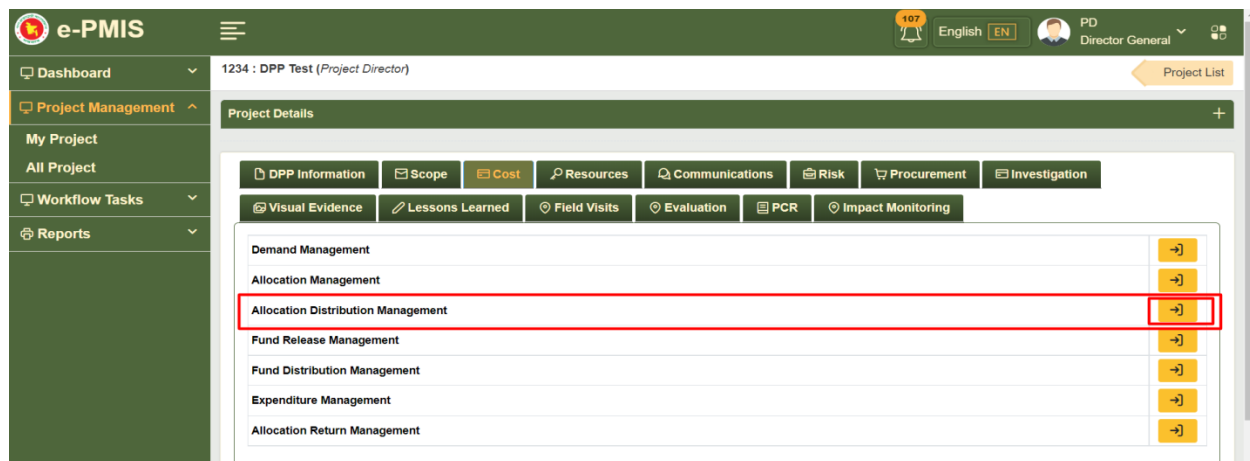 e-PMIS
107
English EN
PD
Director General
Dashboard
Project Management
My Project
All Project
Workflow Tasks
Reports
1234 : DPP Test (Project Director)
Project List
Project Details
DPP Information Scope Cost Resources Communications Risk Procurement Investigation
Visual Evidence Lessons Learned Field Visits Evaluation PCR Impact Monitoring
Demand Management
Allocation Management
Allocation Distribution Management
Fund Release Management
Fund Distribution Management
Expenditure Management
Allocation Return Management